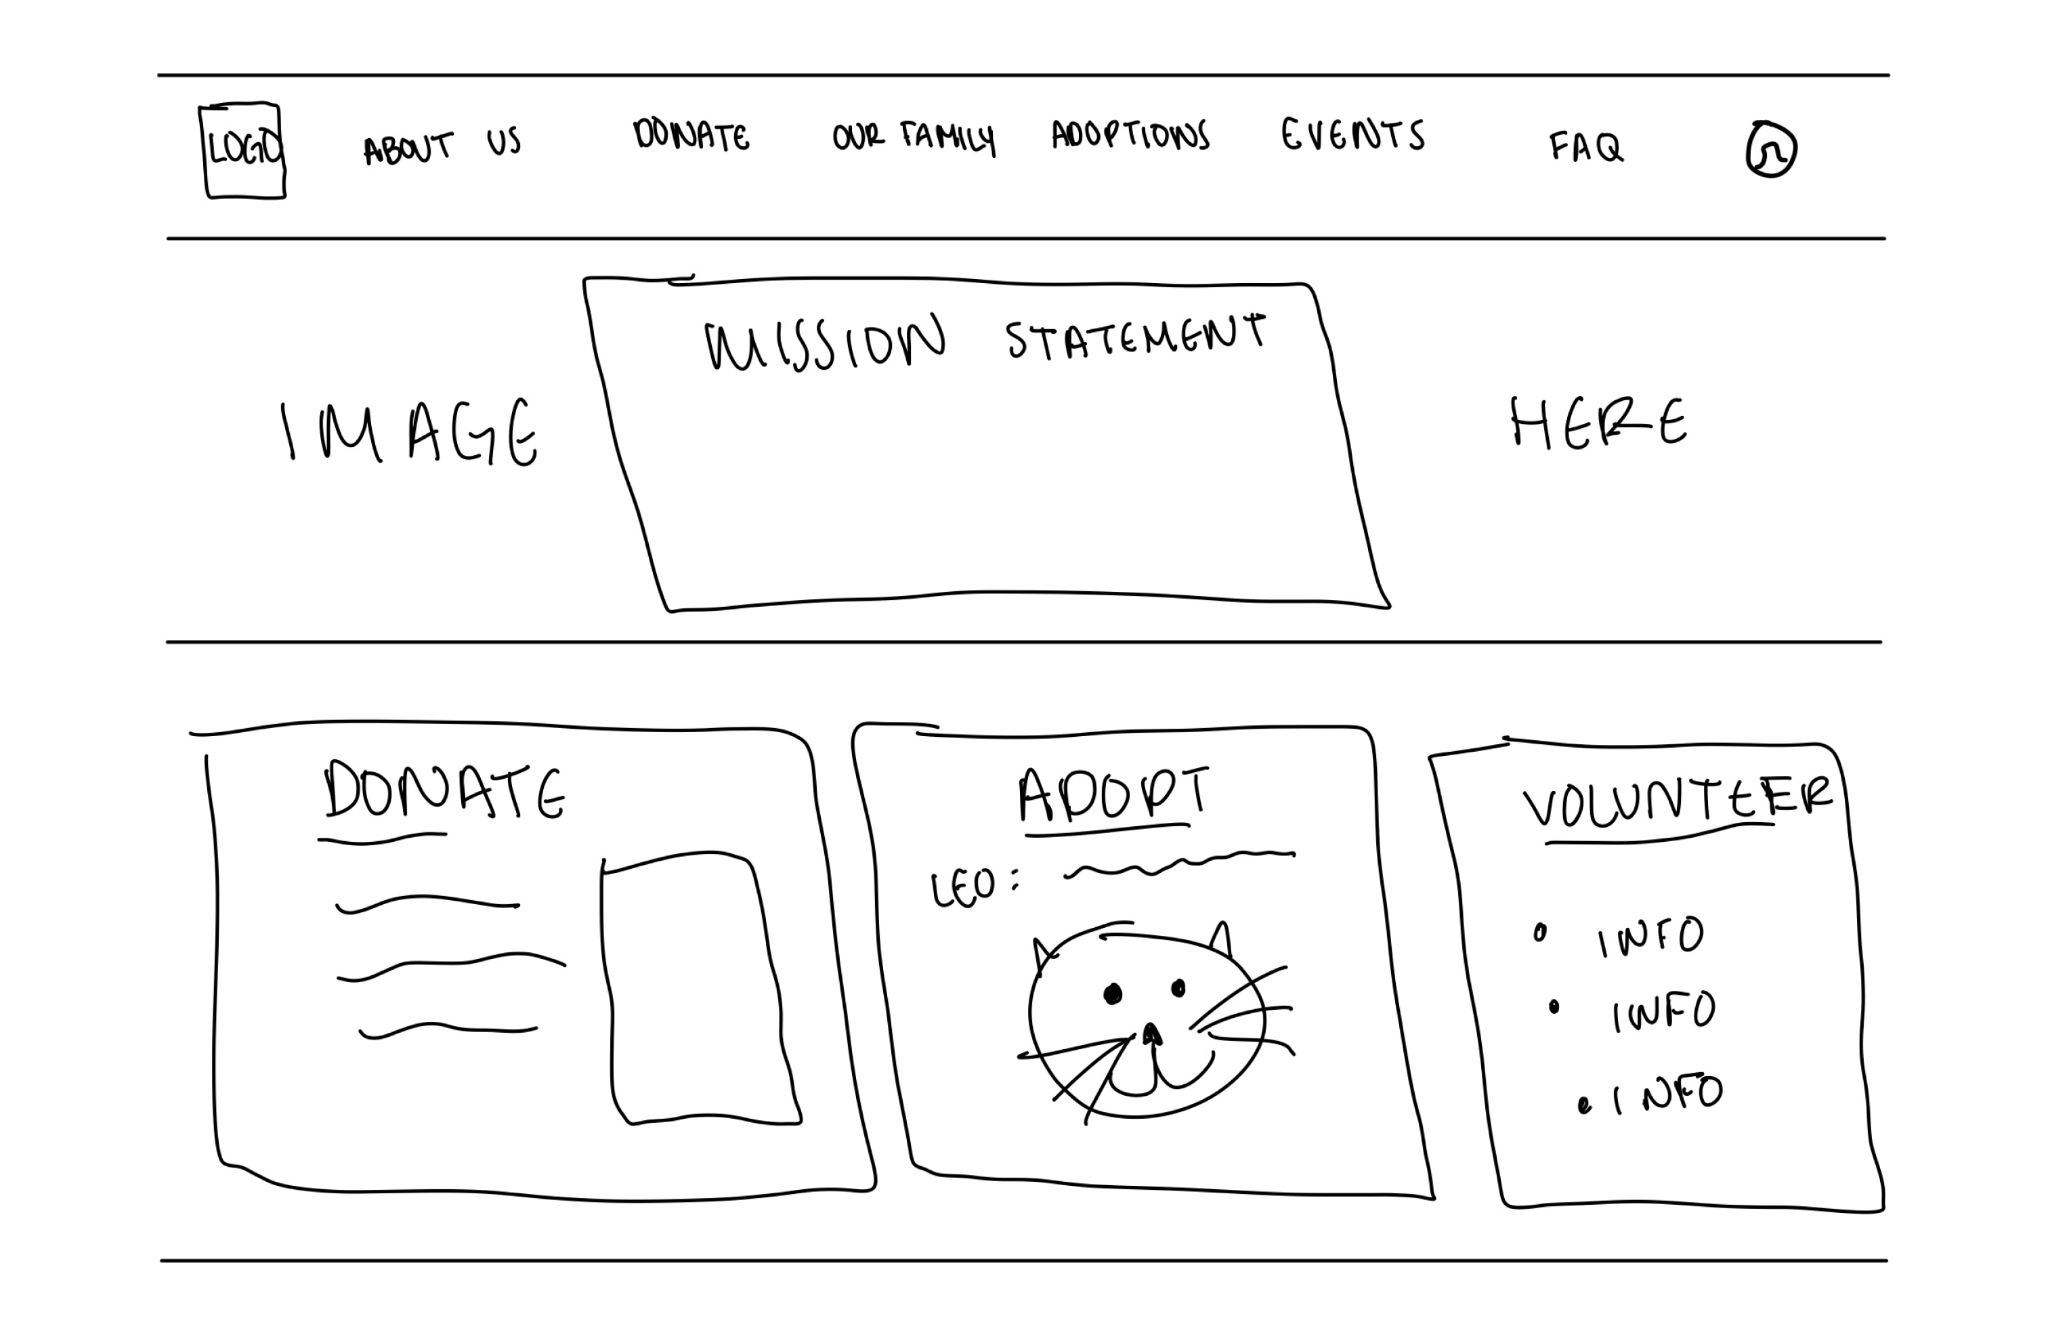 LOGO ABOUT US DONATE OUR FAMILY ADOPTIONS EVENTS FAQ
MISSION STATEMENT
IMAGE HERE
DONATE
ADOPT
LEO:
VOLUNTEER
• INFO
• INFO
• INFO